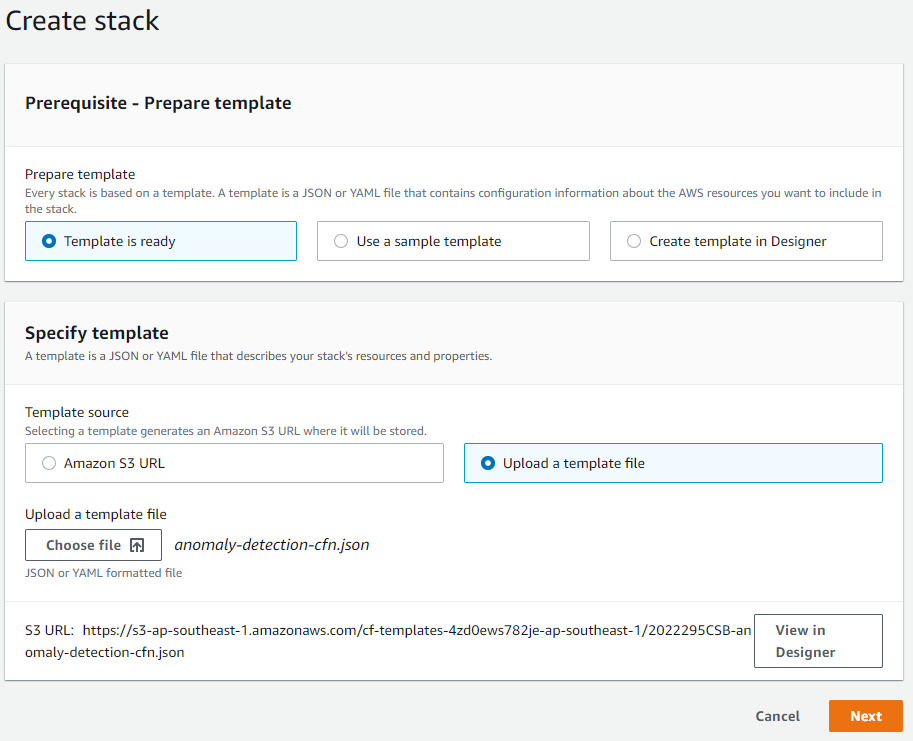 Create stack
Prerequisite - Prepare template
Prepare template
Every stack is based on a template. A template is a JSON or YAML file that contains configuration information about the AWS resources you want to include in
the stack.
Template is ready
Use a sample template
Create template in Designer
Specify template
A template is a JSON or YAML file that describes your stack's resources and properties.
Template source
Selecting a template generates an Amazon S3 URL where it will be stored.
Amazon S3 URL
Upload a template file
Upload a template file
Choose file
anomaly-detection-cfn.json
JSON or YAML formatted file
S3 URL: https://s3-ap-southeast-1.amazonaws.com/cf-templates-4zd0ews782je-ap-southeast-1/2022295CSB-an
omaly-detection-cfn.json
View in
Designer
Cancel
Next